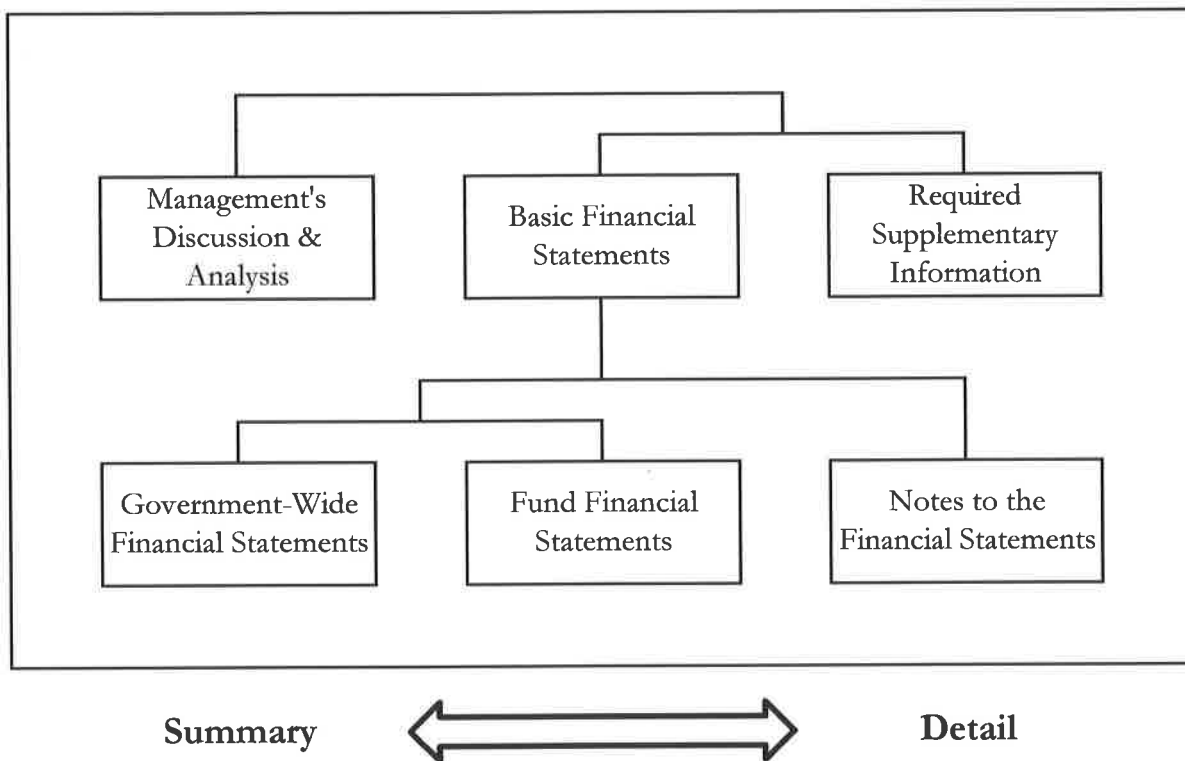 Management's
Discussion &
Analysis
Basic Financial
Statements
Required
Supplementary
Information
Government-Wide
Financial Statements
Fund Financial
Statements
Notes to the
Financial Statements
Summary
Detail